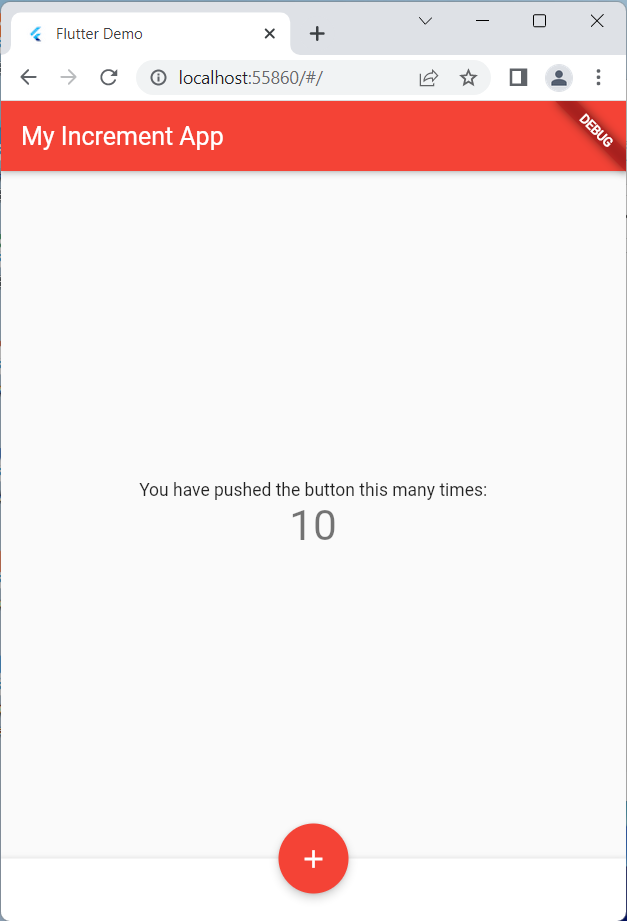 Flutter Demo
localhost:55860/#/
My Increment App
DEBUG
You have pushed the button this many times:
10